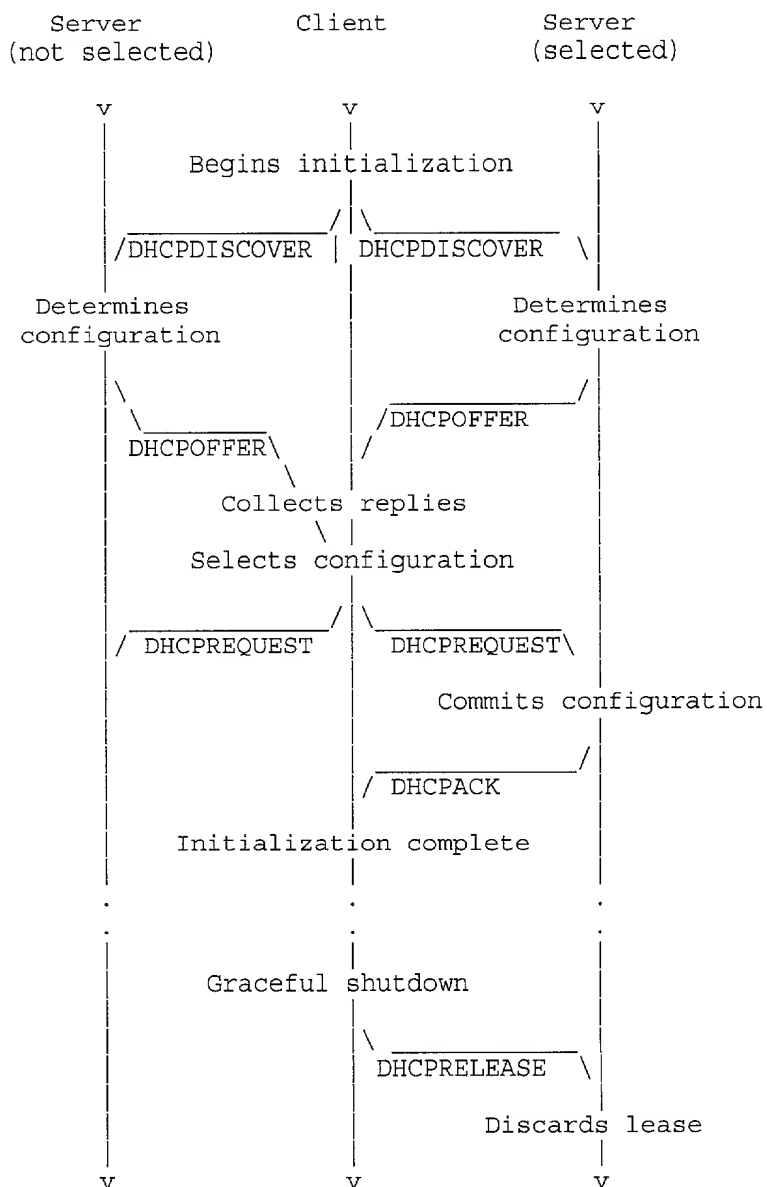 Server Client Server
(not selected) (selected)
v v v
Begins initialization
DHCPDISCOVER DHCPDISCOVER
Determines Determines
configuration configuration
DHCPOFFER
DHCPOFFER
Collects replies
Selects configuration
DHCPREQUEST DHCPREQUEST
Commits configuration
DHCPACK
Initialization complete
. . .
. . .
Graceful shutdown
DHCPRELEASE
Discards lease
v v v